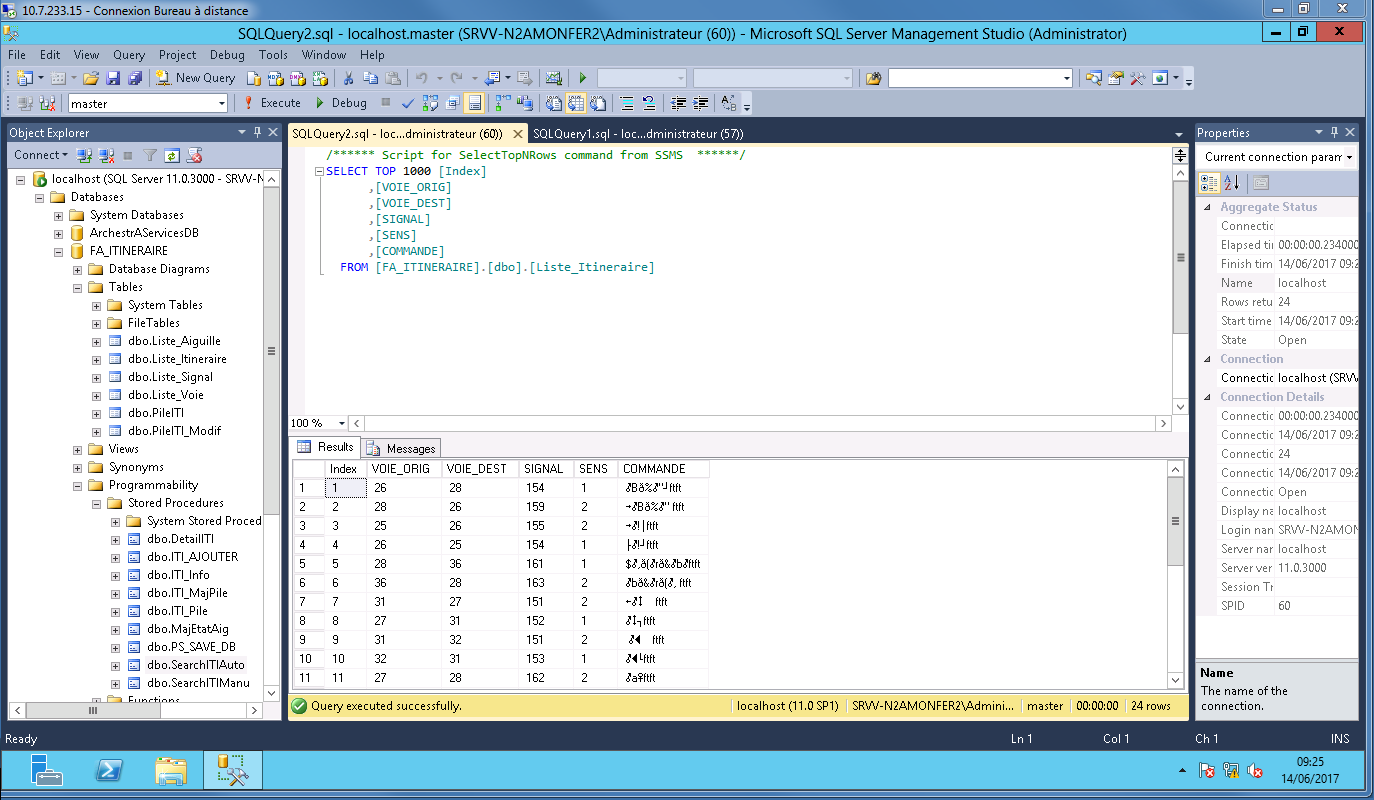 10.7.233.15 - Connexion Bureau à distance
SQLQuery2.sql - localhost.master (SRVV-N2AMONFER2\Administrateur (60)) - Microsoft SQL Server Management Studio (Administrator)
File Edit View Query Project Debug Tools Window Help
New Query
master Execute Debug
Object Explorer
Connect
localhost (SQL Server 11.0.3000 - SRVV-N
Databases
System Databases
ArchestrAServicesDB
FA_ITINERAIRE
Database Diagrams
Tables
System Tables
FileTables
dbo.Liste_Aiguille
dbo.Liste_Itineraire
dbo.Liste_Signal
dbo.Liste_Voie
dbo.PileITI
dbo.PileITI_Modif
Views
Synonyms
Programmability
Stored Procedures
System Stored Proced
dbo.DetailITI
dbo.ITI_AJOUTER
dbo.ITI_Info
dbo.ITI_MajPile
dbo.ITI_Pile
dbo.MajEtatAig
dbo.PS_SAVE_DB
dbo.SearchITIAuto
dbo.SearchITIManu
Functions
SQLQuery2.sql - loc...dministrateur (60)) SQLQuery1.sql - loc...dministrateur (57))
/****** Script for SelectTopNRows command from SSMS ******/
SELECT TOP 1000 [Index]
,[VOIE_ORIG]
,[VOIE_DEST]
,[SIGNAL]
,[SENS]
,[COMMANDE]
FROM [FA_ITINERAIRE].[dbo].[Liste_Itineraire]
100 %
Results Messages
Index VOIE_ORIG VOIE_DEST SIGNAL SENS COMMANDE
1 1 26 28 154 1
2 2 28 26 159 2
3 3 25 26 155 2
4 4 26 25 154 1
5 5 28 36 161 1
6 6 36 28 163 2
7 7 31 27 151 2
8 8 27 31 152 1
9 9 31 32 151 2
10 10 32 31 153 1
11 11 27 28 162 2
Query executed successfully. localhost (11.0 SP1) SRVV-N2AMONFER2\Admini... master 00:00:00 24 rows
Properties
Current connection param
Aggregate Status
Connectic
Elapsed tir 00:00:00.234000
Finish tim 14/06/2017 09:2
Name localhost
Rows retu 24
Start time 14/06/2017 09:2
State Open
Connection
Connectic localhost (SRVV
Connection Details
Connectic 00:00:00.234000
Connectic 14/06/2017 09:2
Connectic 24
Connectic 14/06/2017 09:2
Connectic Open
Display na localhost
Login nan SRVV-N2AMON
Server nar localhost
Server ver 11.0.3000
Session Tr
SPID 60
Name
The name of the
connection.
Ready Ln 1 Col 1 Ch 1 INS
09:25
14/06/2017